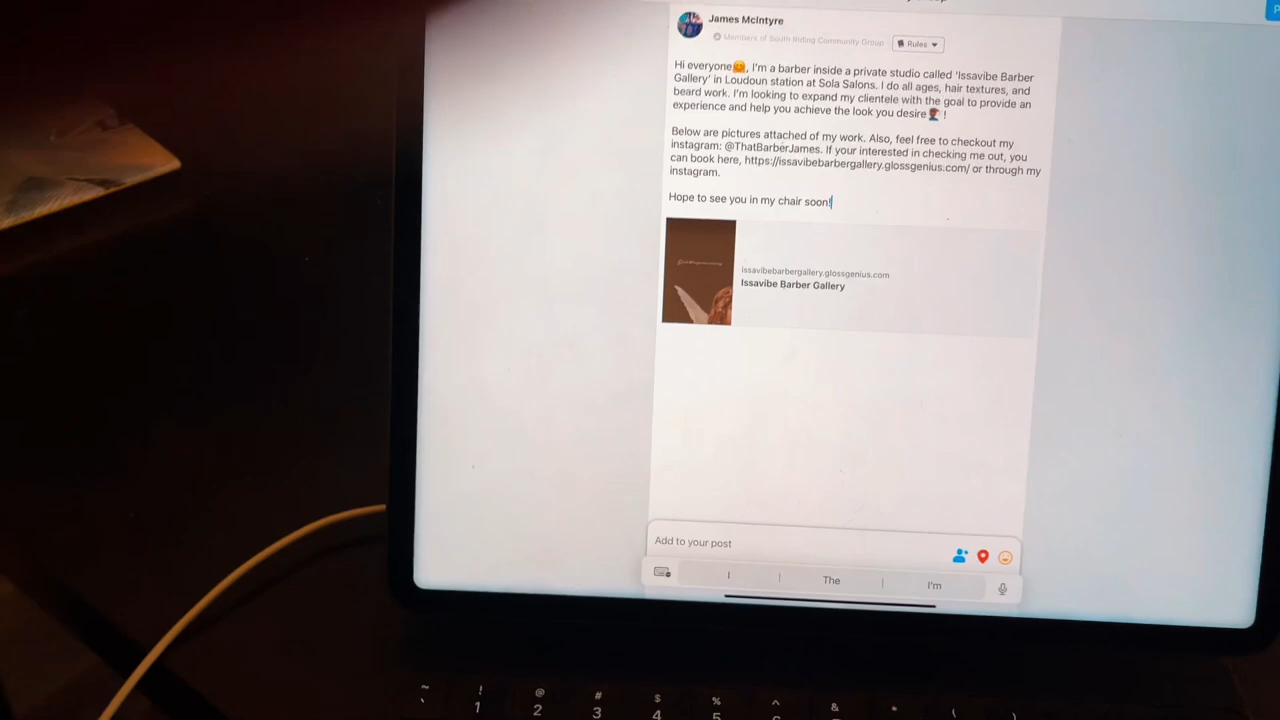 James McIntyre
Members of South Riding Community Group
Rules
Hi everyone🤗, I'm a barber inside a private studio called 'Issavibe Barber
Gallery' in Loudoun station at Sola Salons. I do all ages, hair textures, and
beard work. I'm looking to expand my clientele with the goal to provide an
experience and help you achieve the look you desire💇🏾‍♂️ !
Below are pictures attached of my work. Also, feel free to checkout my
instagram: @ThatBarberJames. If your interested in checking me out, you
can book here, https://issavibebarbergallery.glossgenius.com/ or through my
instagram.
Hope to see you in my chair soon!
issavibebarbergallery.glossgenius.com
Issavibe Barber Gallery
Add to your post
I
The
I'm
~ ! @ # $ % ^ & * ( )
` 1 2 3 4 5